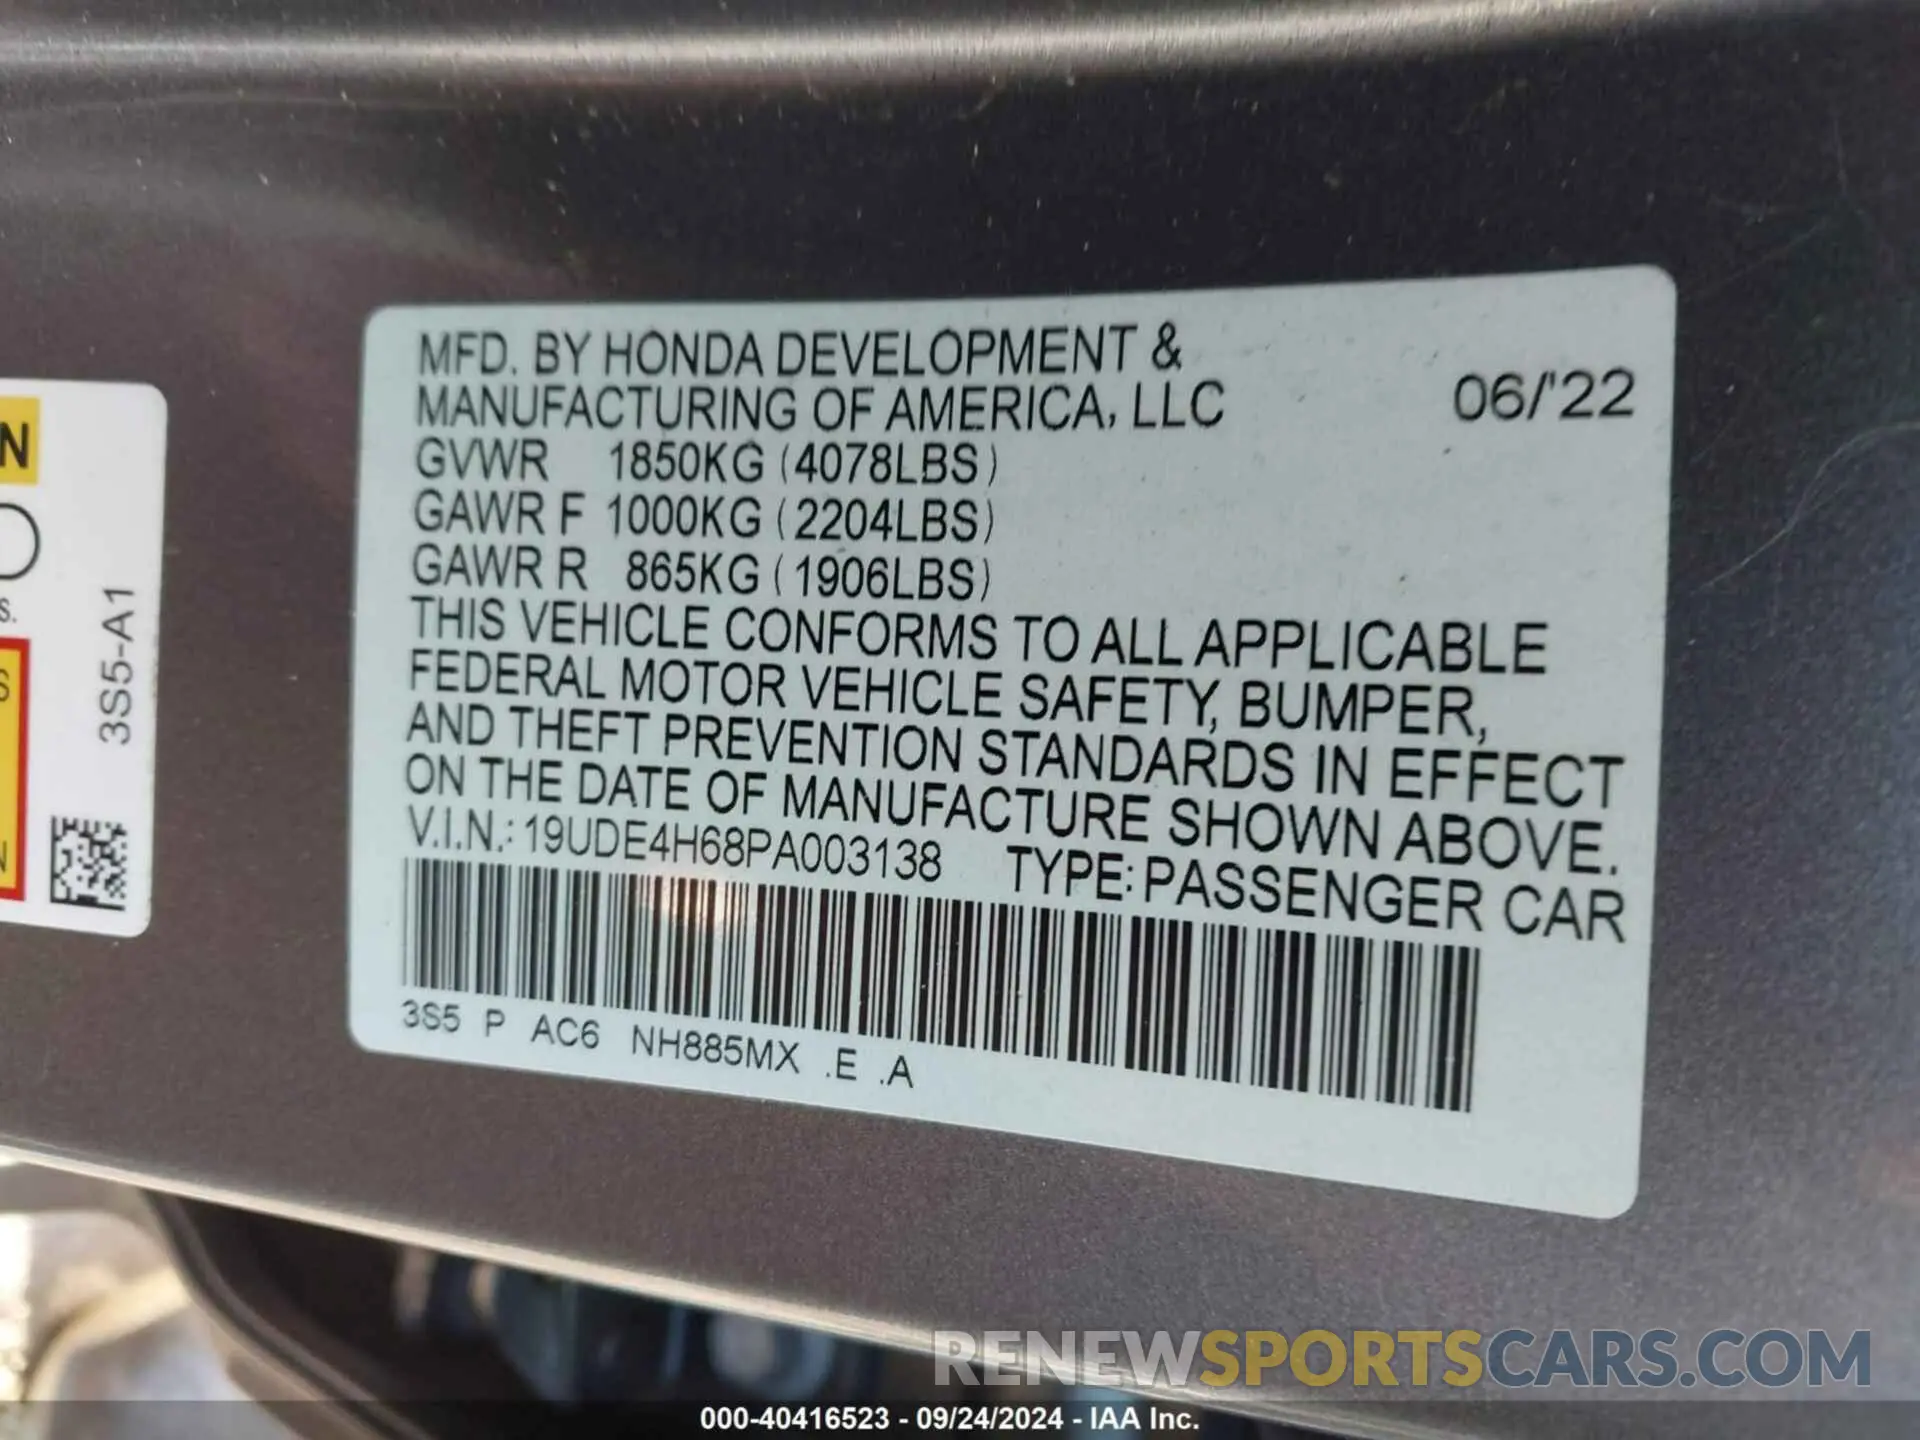 MFD. BY HONDA DEVELOPMENT &
MANUFACTURING OF AMERICA, LLC 06/'22
GVWR 1850KG (4078LBS)
GAWR F 1000KG (2204LBS)
GAWR R 865KG (1906LBS)
THIS VEHICLE CONFORMS TO ALL APPLICABLE
FEDERAL MOTOR VEHICLE SAFETY, BUMPER,
AND THEFT PREVENTION STANDARDS IN EFFECT
ON THE DATE OF MANUFACTURE SHOWN ABOVE.
V.I.N.: 19UDE4H68PA003138 TYPE: PASSENGER CAR
3S5 P AC6 NH885MX .E .A
N
S.
S
N
3S5-A1
RENEWSPORTSCARS.COM
000-40416523 - 09/24/2024 - IAA Inc.